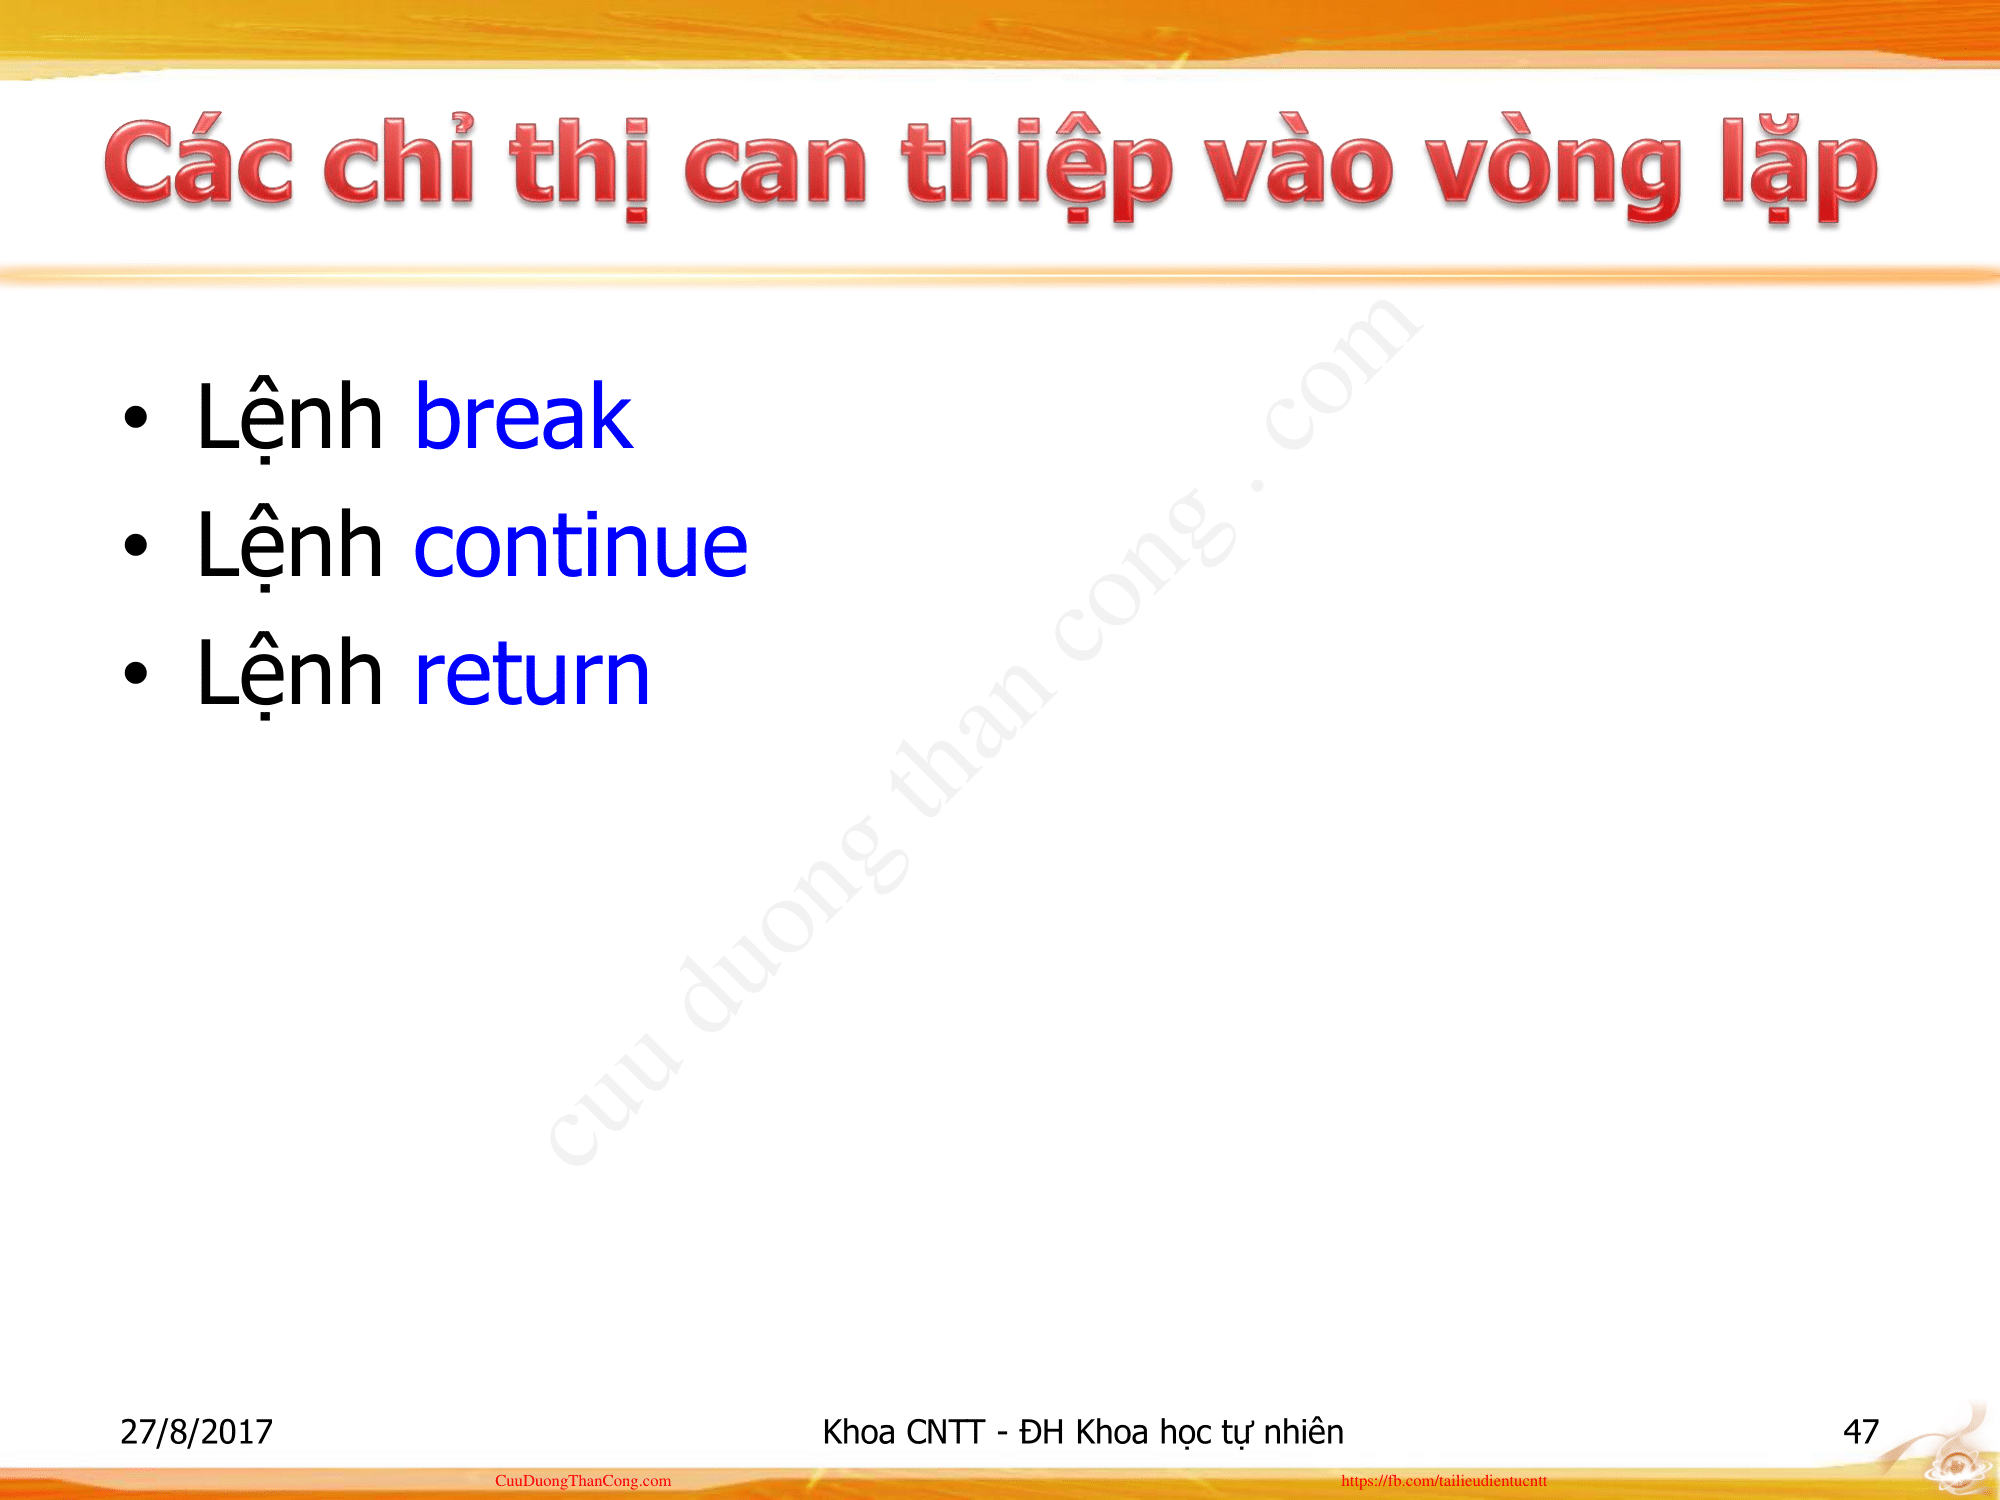 Các chỉ thị can thiệp vào vòng lặp
• Lệnh break
• Lệnh continue
• Lệnh return
cuu duong than cong . com
27/8/2017 Khoa CNTT - ĐH Khoa học tự nhiên 47
CuuDuongThanCong.com https://fb.com/tailieudientucntt